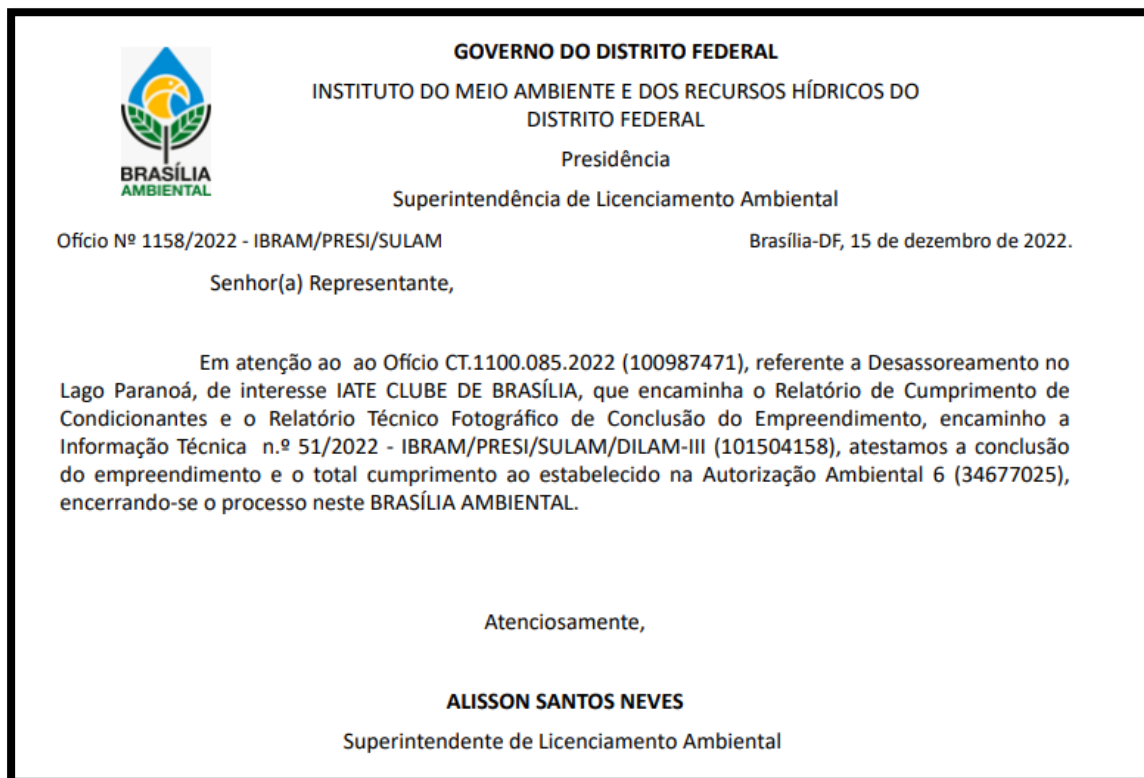 GOVERNO DO DISTRITO FEDERAL
INSTITUTO DO MEIO AMBIENTE E DOS RECURSOS HÍDRICOS DO
DISTRITO FEDERAL
Presidência
Superintendência de Licenciamento Ambiental
BRASÍLIA
AMBIENTAL
Ofício Nº 1158/2022 - IBRAM/PRESI/SULAM Brasília-DF, 15 de dezembro de 2022.
Senhor(a) Representante,
Em atenção ao ao Ofício CT.1100.085.2022 (100987471), referente a Desassoreamento no
Lago Paranoá, de interesse IATE CLUBE DE BRASÍLIA, que encaminha o Relatório de Cumprimento de
Condicionantes e o Relatório Técnico Fotográfico de Conclusão do Empreendimento, encaminho a
Informação Técnica n.º 51/2022 - IBRAM/PRESI/SULAM/DILAM-III (101504158), atestamos a conclusão
do empreendimento e o total cumprimento ao estabelecido na Autorização Ambiental 6 (34677025),
encerrando-se o processo neste BRASÍLIA AMBIENTAL.
Atenciosamente,
ALISSON SANTOS NEVES
Superintendente de Licenciamento Ambiental